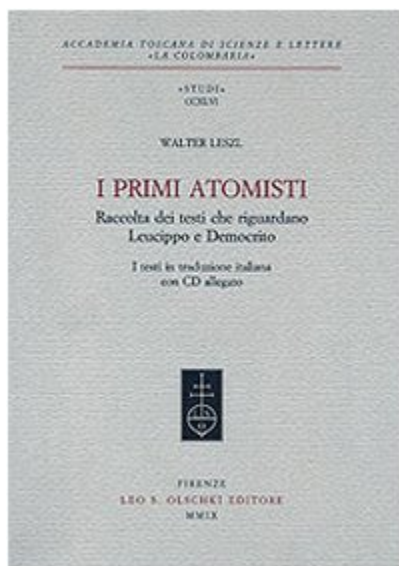 ACCADEMIA TOSCANA DI SCIENZE E LETTERE
«LA COLOMBARIA»
«STUDI»
CCXLVI
WALTER LESZL
I PRIMI ATOMISTI
Raccolta dei testi che riguardano
Leucippo e Democrito
I testi in traduzione italiana
con CD allegato
FIRENZE
LEO S. OLSCHKI EDITORE
MMIX